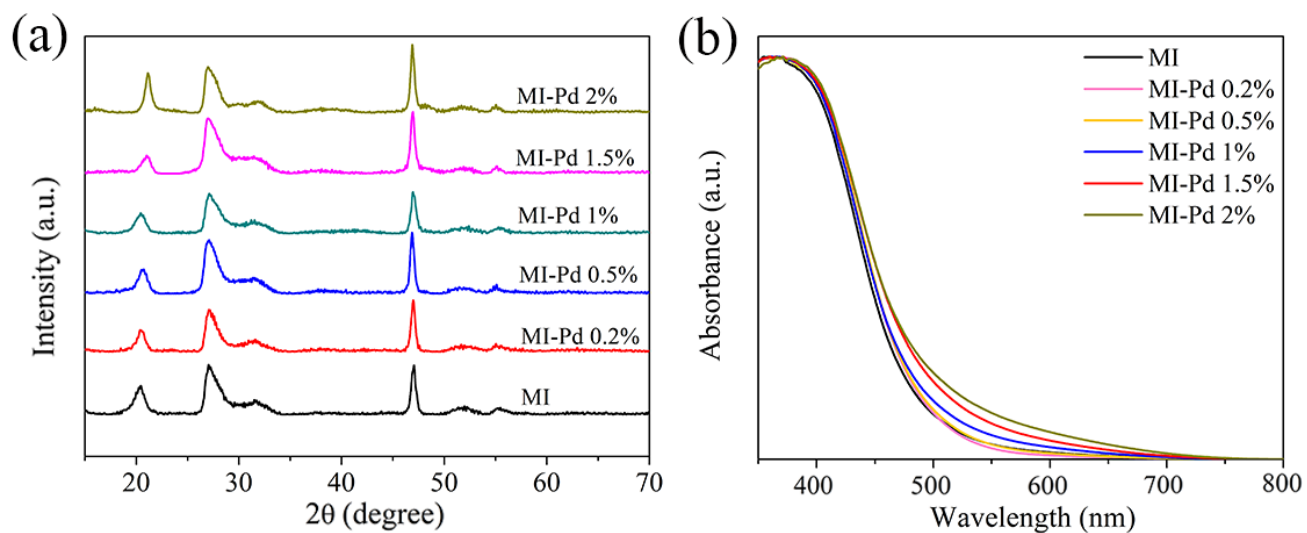 (a)
Intensity (a.u.)
MI-Pd 2%
MI-Pd 1.5%
MI-Pd 1%
MI-Pd 0.5%
MI-Pd 0.2%
MI
20 30 40 50 60 70
2θ (degree)
(b)
Absorbance (a.u.)
MI
MI-Pd 0.2%
MI-Pd 0.5%
MI-Pd 1%
MI-Pd 1.5%
MI-Pd 2%
400 500 600 700 800
Wavelength (nm)